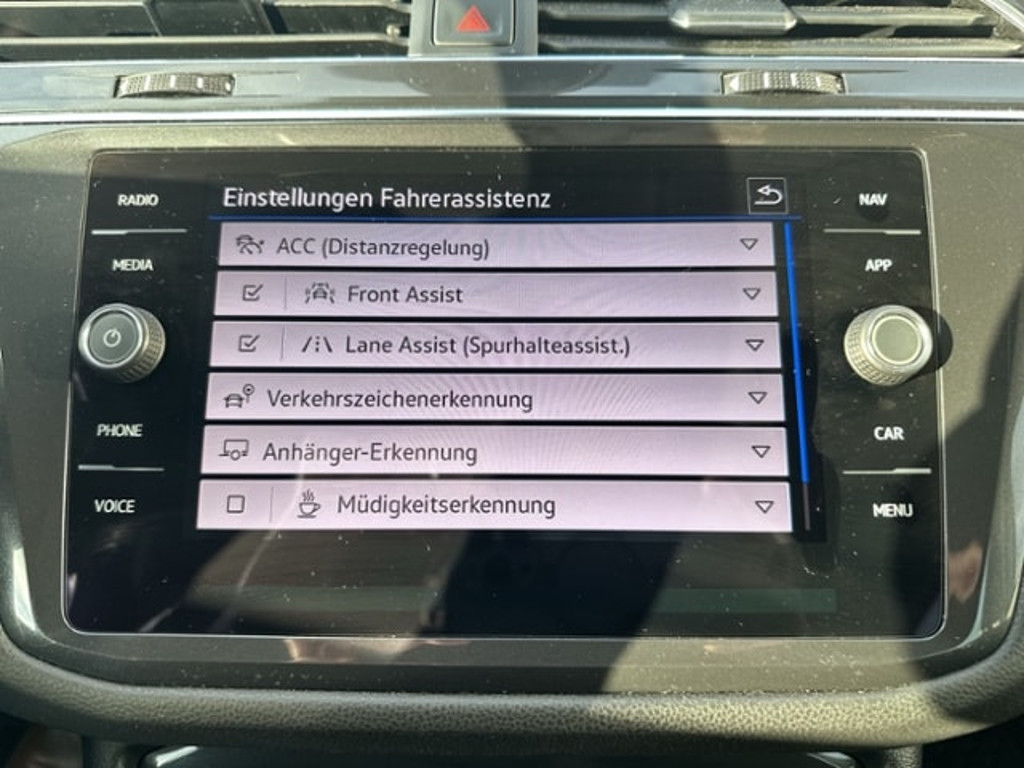 RADIO
MEDIA
PHONE
VOICE
Einstellungen Fahrerassistenz
ACC (Distanzregelung)
Front Assist
Lane Assist (Spurhalteassist.)
Verkehrszeichenerkennung
Anhänger-Erkennung
Müdigkeitserkennung
NAV
APP
CAR
MENU